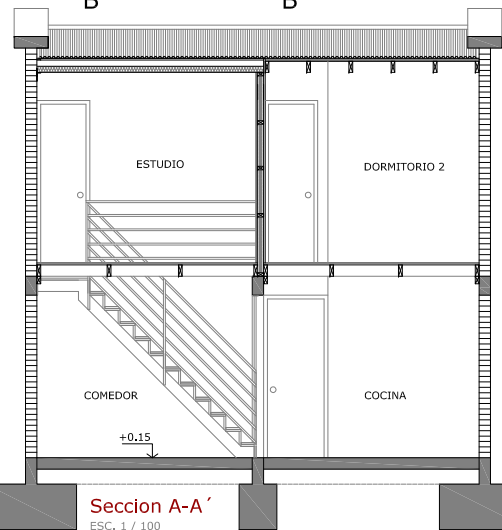 B B
ESTUDIO
DORMITORIO 2
COMEDOR
COCINA
+0.15
Seccion A-A´
ESC. 1 / 100